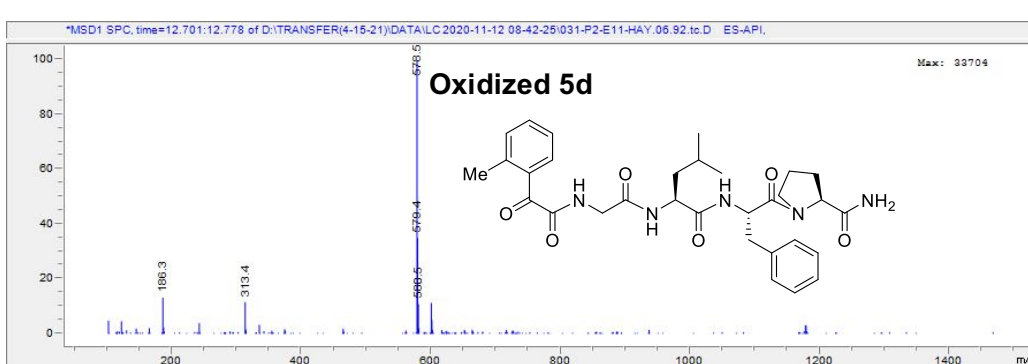 *MSD1 SPC, time=12.701:12.778 of D:\TRANSFER(4-15-21)\DATA\LC 2020-11-12 08-42-25\031-P2-E11-HAY.06.92.tc.D ES-API,
100
Max: 33704
578.5
Oxidized 5d
80
60
Me
O
O
H
N
O
N
H
O
H
N
O
N
O
NH2
40
579.4
20
186.3
313.4
580.5
0
200
400
600
800
1000
1200
1400